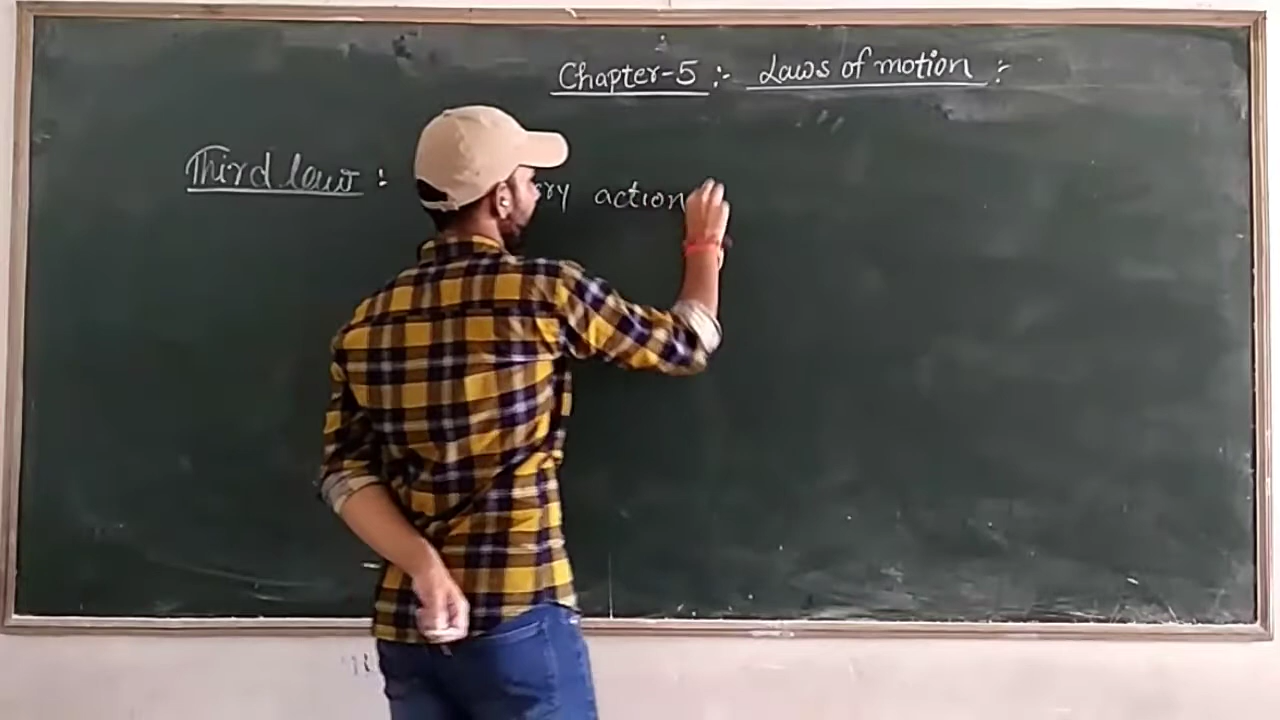 Chapter-5 :- Laws of motion :-
Third law : action